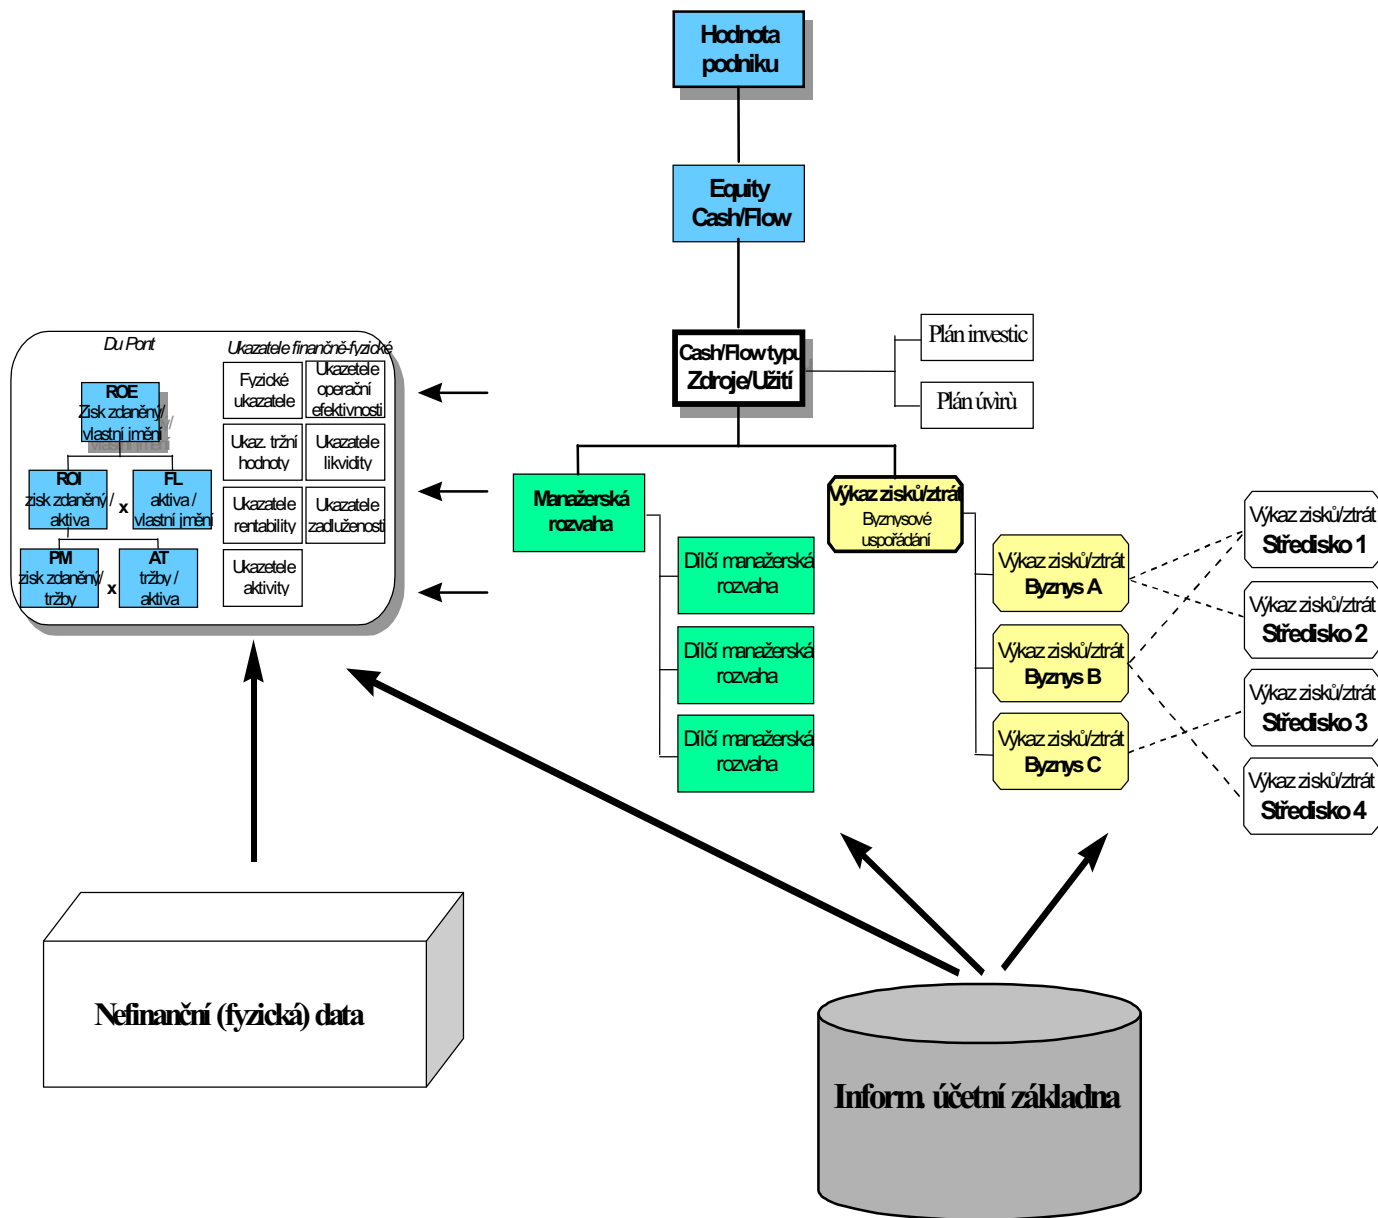 Hodnota
podniku
Equity
Cash/Flow
Cash/Flow typu
Zdroje/Užití
Plán investic
Plán úvìrù
Du Pont
Ukazatele finančně-fyzické
ROE
Zisk zdaněný/
vlastní jmění
ROI
zisk zdaněný /
aktiva
x
FL
aktiva /
vlastní jmění
PM
zisk zdaněný/
tržby
x
AT
tržby /
aktiva
Fyzické
ukazatele
Ukazetele
operační
efektivnosti
Ukaz. tržní
hodnoty
Ukazatele
likvidity
Ukazatele
rentability
Ukazatele
zadluženosti
Ukazetele
aktivity
Manažerská
rozvaha
Dílčí manažerská
rozvaha
Dílčí manažerská
rozvaha
Dílčí manažerská
rozvaha
Výkaz zisků/ztrát
Byznysové
uspořádání
Výkaz zisků/ztrát
Byznys A
Výkaz zisků/ztrát
Byznys B
Výkaz zisků/ztrát
Byznys C
Výkaz zisků/ztrát
Středisko 1
Výkaz zisků/ztrát
Středisko 2
Výkaz zisků/ztrát
Středisko 3
Výkaz zisků/ztrát
Středisko 4
Nefinanční (fyzická) data
Inform. účetní základna